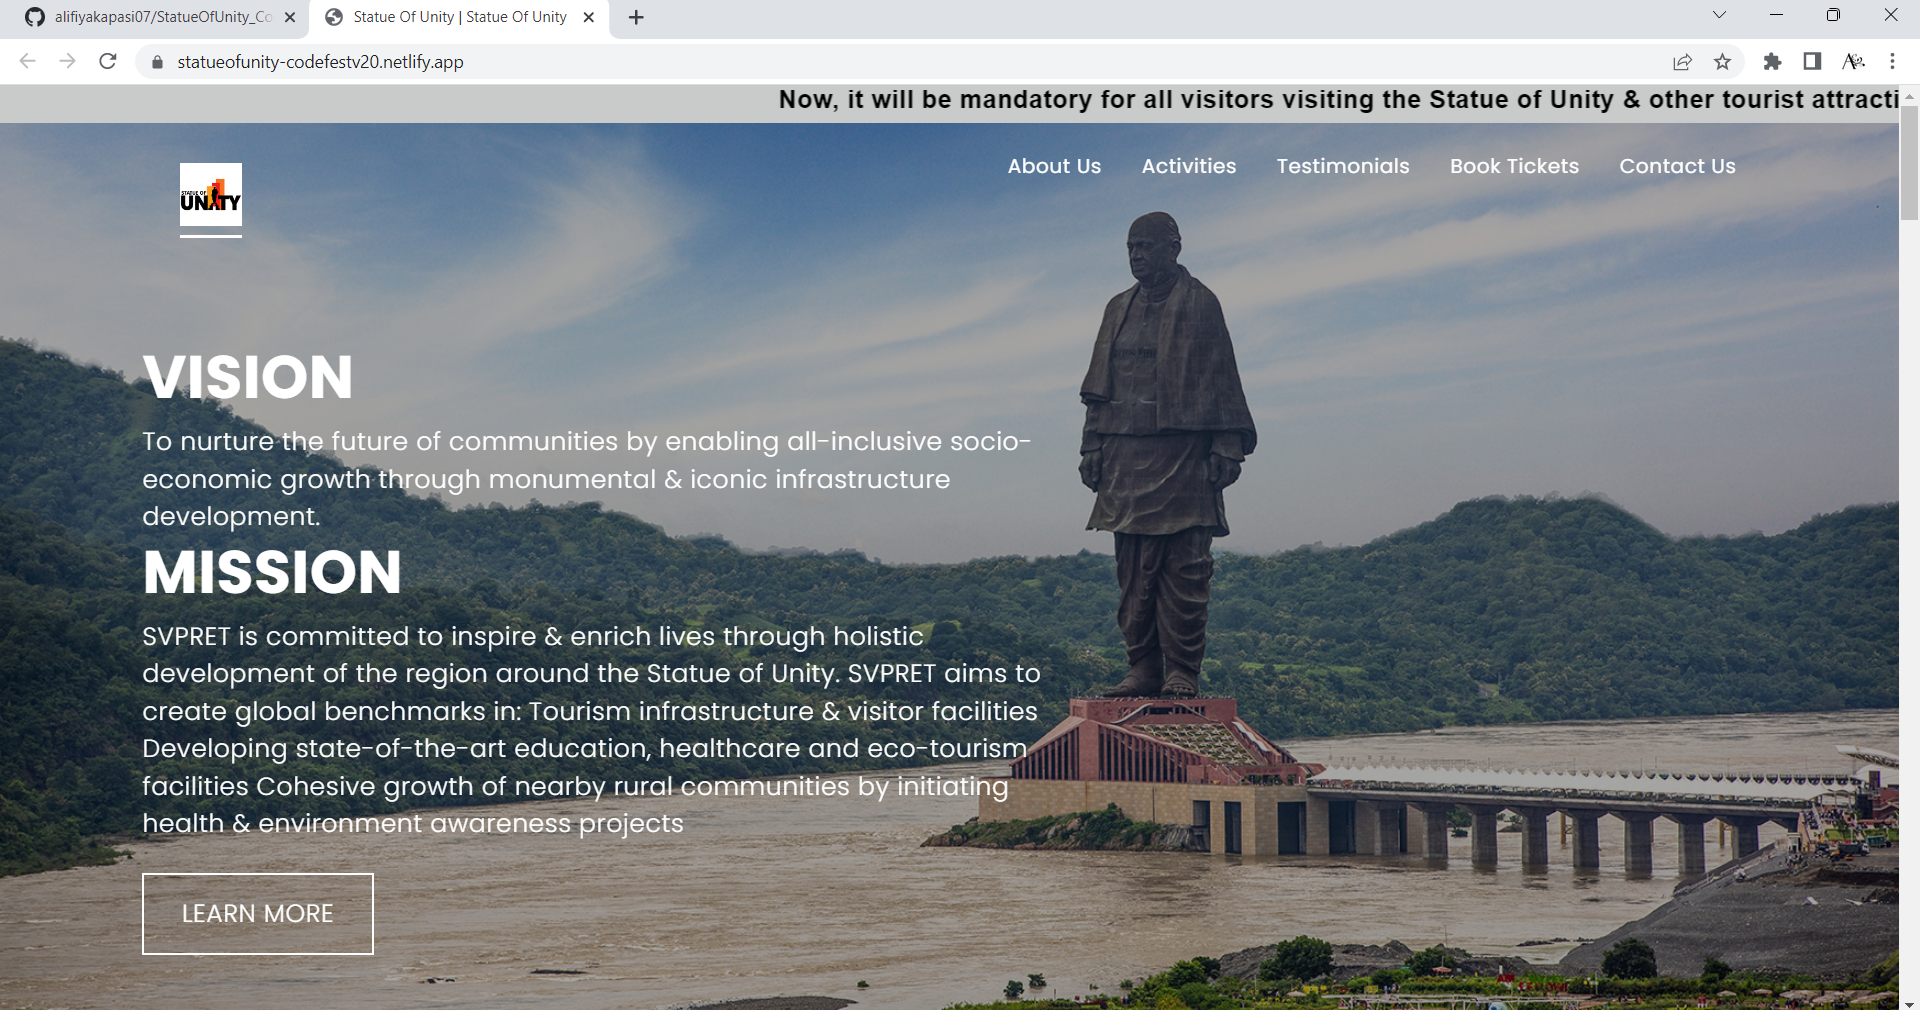 alifiyakapasi07/StatueOfUnity_Co
Statue Of Unity | Statue Of Unity
statueofunity-codefestv20.netlify.app
Now, it will be mandatory for all visitors visiting the Statue of Unity & other tourist attracti
STATUE OF
UNITY
About Us
Activities
Testimonials
Book Tickets
Contact Us
VISION
To nurture the future of communities by enabling all-inclusive socio-
economic growth through monumental & iconic infrastructure
development.
MISSION
SVPRET is committed to inspire & enrich lives through holistic
development of the region around the Statue of Unity. SVPRET aims to
create global benchmarks in: Tourism infrastructure & visitor facilities
Developing state-of-the-art education, healthcare and eco-tourism
facilities Cohesive growth of nearby rural communities by initiating
health & environment awareness projects
LEARN MORE